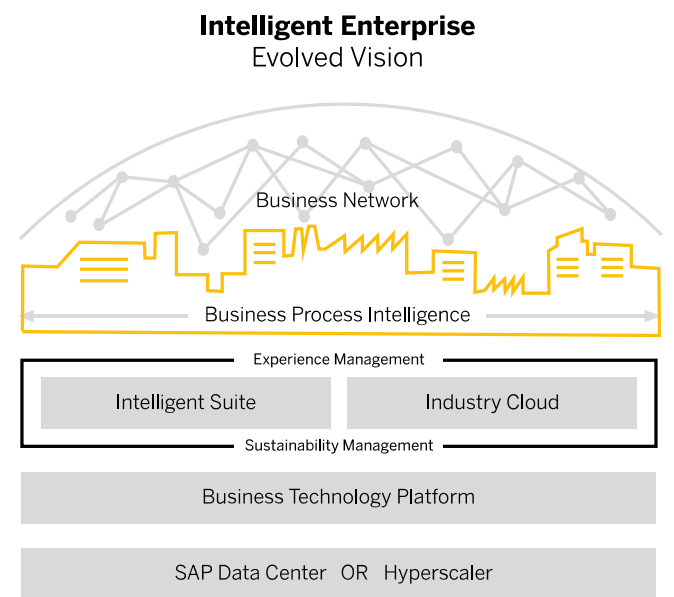 Intelligent Enterprise
Evolved Vision
Business Network
Business Process Intelligence
Experience Management
Intelligent Suite
Industry Cloud
Sustainability Management
Business Technology Platform
SAP Data Center OR Hyperscaler